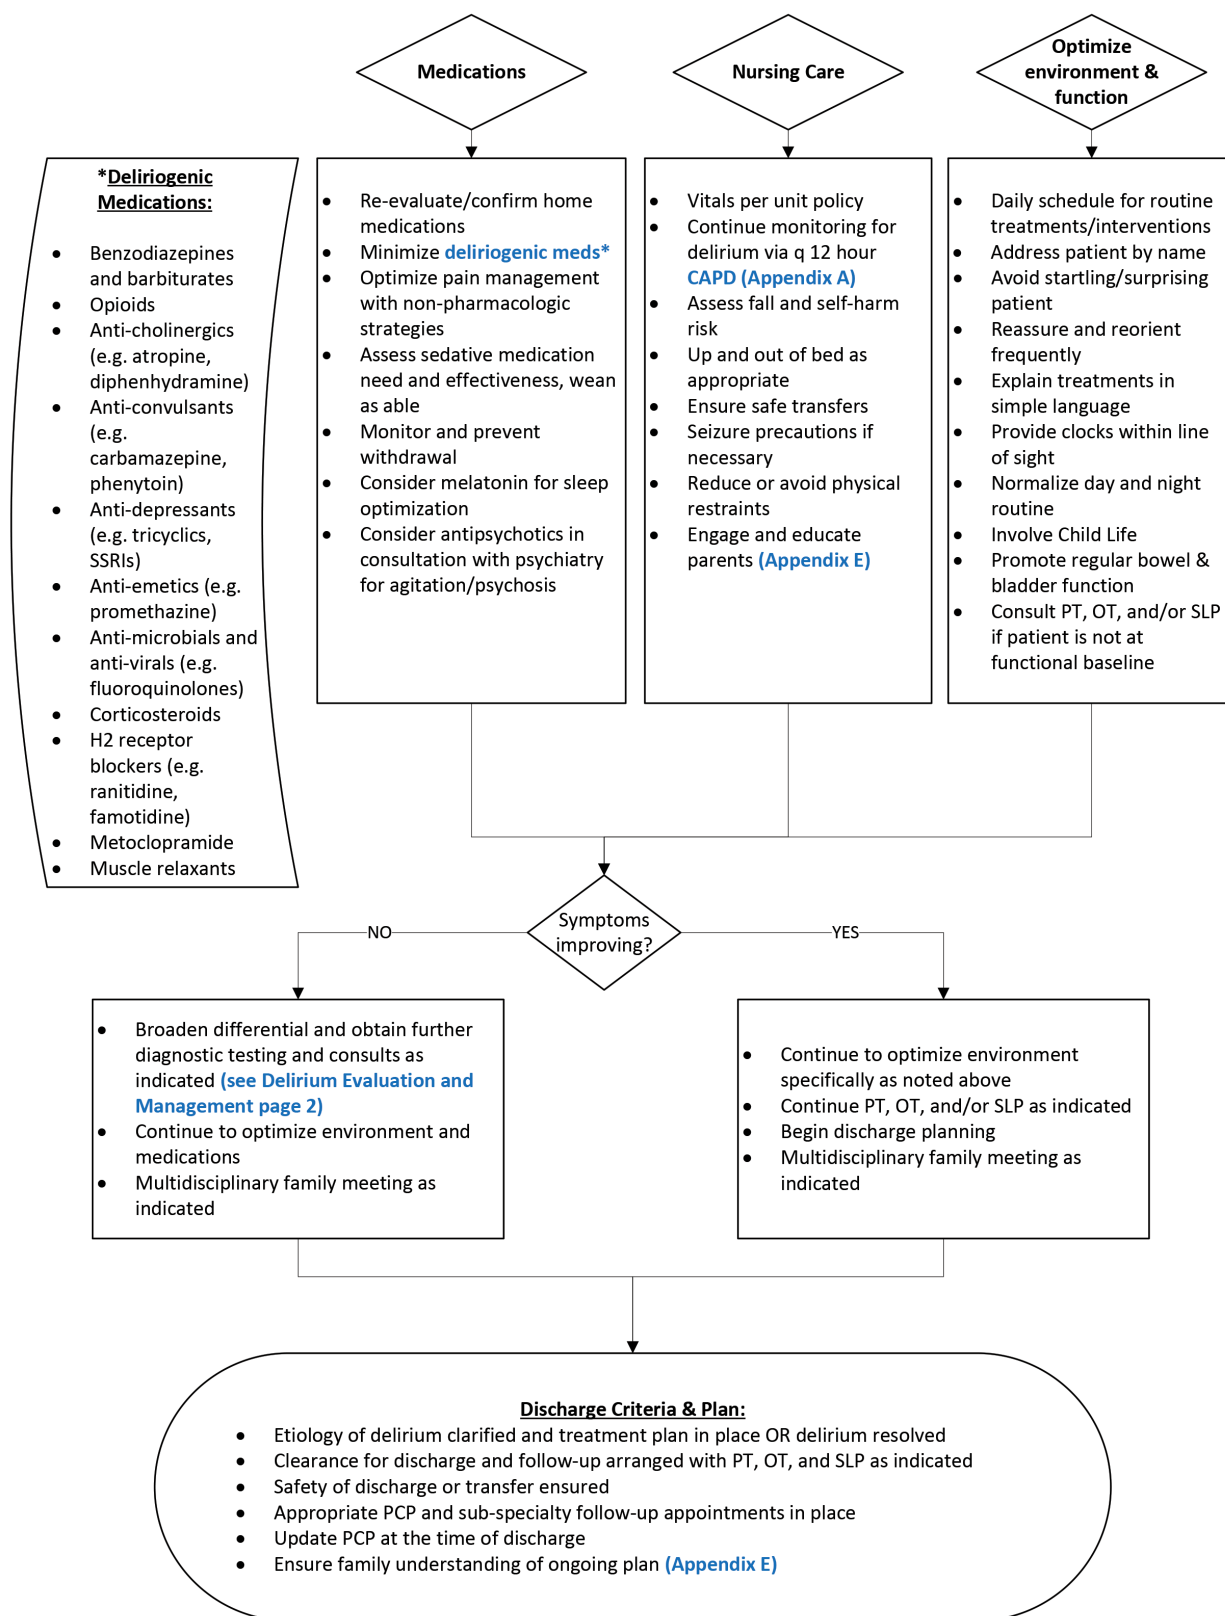 Medications
Nursing Care
Optimize
environment &
function
*Deliriogenic
Medications:
• Benzodiazepines
and barbiturates
• Opioids
• Anti-cholinergics
(e.g. atropine,
diphenhydramine)
• Anti-convulsants
(e.g.
carbamazepine,
phenytoin)
• Anti-depressants
(e.g. tricyclics,
SSRIs)
• Anti-emetics (e.g.
promethazine)
• Anti-microbials and
anti-virals (e.g.
fluoroquinolones)
• Corticosteroids
• H2 receptor
blockers (e.g.
ranitidine,
famotidine)
• Metoclopramide
• Muscle relaxants
• Re-evaluate/confirm home
medications
• Minimize deliriogenic meds*
• Optimize pain management
with non-pharmacologic
strategies
• Assess sedative medication
need and effectiveness, wean
as able
• Monitor and prevent
withdrawal
• Consider melatonin for sleep
optimization
• Consider antipsychotics in
consultation with psychiatry
for agitation/psychosis
• Vitals per unit policy
• Continue monitoring for
delirium via q 12 hour
CAPD (Appendix A)
• Assess fall and self-harm
risk
• Up and out of bed as
appropriate
• Ensure safe transfers
• Seizure precautions if
necessary
• Reduce or avoid physical
restraints
• Engage and educate
parents (Appendix E)
• Daily schedule for routine
treatments/interventions
• Address patient by name
• Avoid startling/surprising
patient
• Reassure and reorient
frequently
• Explain treatments in
simple language
• Provide clocks within line
of sight
• Normalize day and night
routine
• Involve Child Life
• Promote regular bowel &
bladder function
• Consult PT, OT, and/or SLP
if patient is not at
functional baseline
Symptoms
improving?
NO
YES
• Broaden differential and obtain further
diagnostic testing and consults as
indicated (see Delirium Evaluation and
Management page 2)
• Continue to optimize environment and
medications
• Multidisciplinary family meeting as
indicated
• Continue to optimize environment
specifically as noted above
• Continue PT, OT, and/or SLP as indicated
• Begin discharge planning
• Multidisciplinary family meeting as
indicated
Discharge Criteria & Plan:
• Etiology of delirium clarified and treatment plan in place OR delirium resolved
• Clearance for discharge and follow-up arranged with PT, OT, and SLP as indicated
• Safety of discharge or transfer ensured
• Appropriate PCP and sub-specialty follow-up appointments in place
• Update PCP at the time of discharge
• Ensure family understanding of ongoing plan (Appendix E)